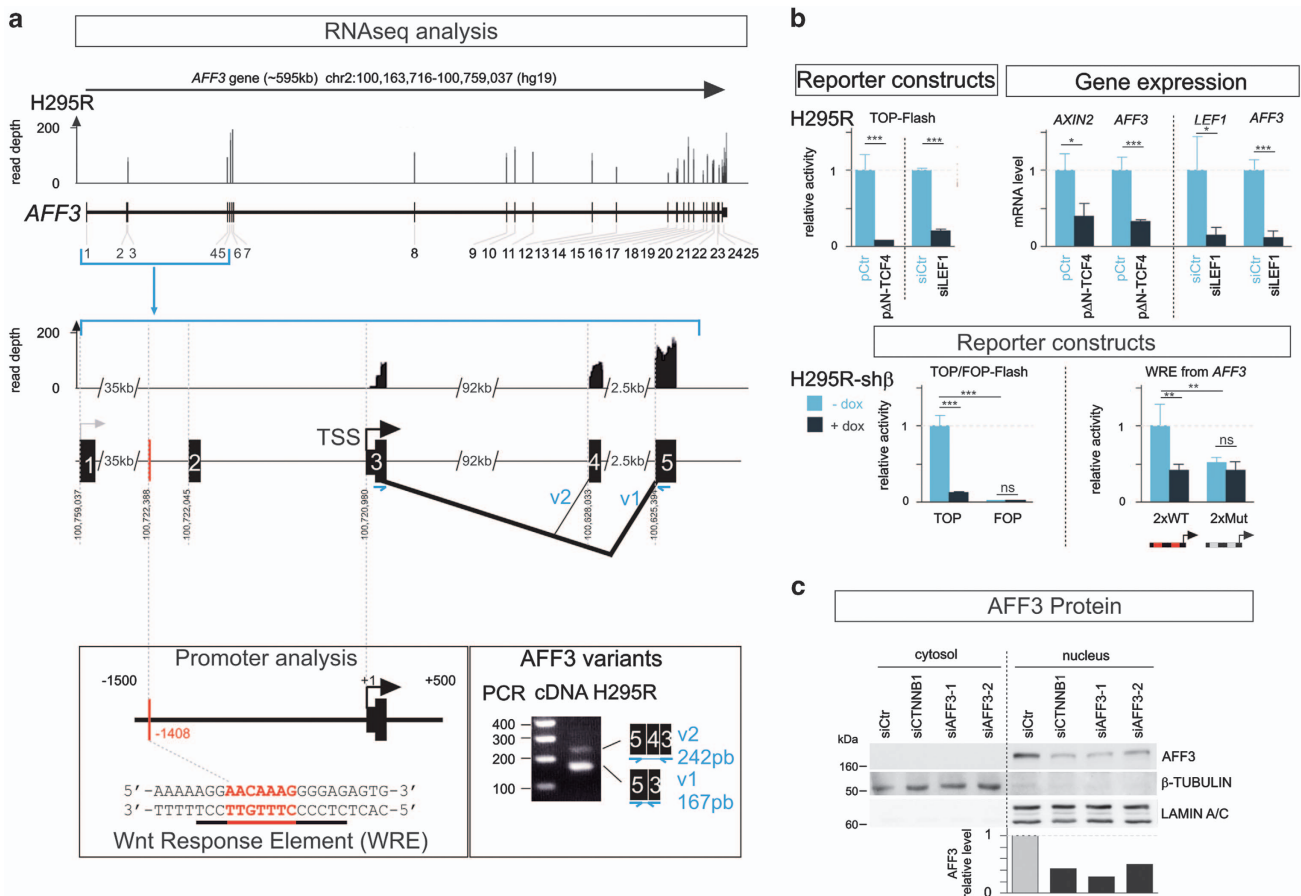 a
RNAseq analysis
AFF3 gene (~595kb) chr2:100,163,716-100,759,037 (hg19)
H295R
read depth
200
0
AFF3
1 2 3 45 6 7 8 9 10 11 12 13 14 15 16 17 20 22 23 24 25
read depth
200
0
35kb 92kb 2.5kb
TSS
1 35kb 2 3 92kb 4 2.5kb 5
v2 v1
100,759,037
100,722,388
100,722,045
100,720,980
100,628,033
100,625,391
Promoter analysis
-1500 +1 +500
-1408
5'-AAAAAGGAACAAAGGGGAGAGTG-3'
3'-TTTTTCCTTGTTTCCCCTCTCAC-5'
Wnt Response Element (WRE)
AFF3 variants
PCR cDNA H295R
400
300
200
100
5 4 3 v2
242pb
5 3 v1
167pb
b
Reporter constructs
Gene expression
H295R
TOP-Flash
AXIN2 AFF3 LEF1 AFF3
relative activity
1
0
*** ***
pCtr
pΔN-TCF4
siCtr
siLEF1
mRNA level
1
0
* *** * ***
pCtr
pΔN-TCF4
pCtr
pΔN-TCF4
siCtr
siLEF1
siCtr
siLEF1
Reporter constructs
H295R-shβ
- dox
+ dox
TOP/FOP-Flash
relative activity
1
0
***
***
ns
TOP FOP
WRE from AFF3
relative activity
1
0
**
**
ns
2xWT 2xMut
c
AFF3 Protein
cytosol nucleus
siCtr
siCTNNB1
siAFF3-1
siAFF3-2
siCtr
siCTNNB1
siAFF3-1
siAFF3-2
kDa
160
AFF3
50
β-TUBULIN
60
LAMIN A/C
AFF3
relative level
1
0